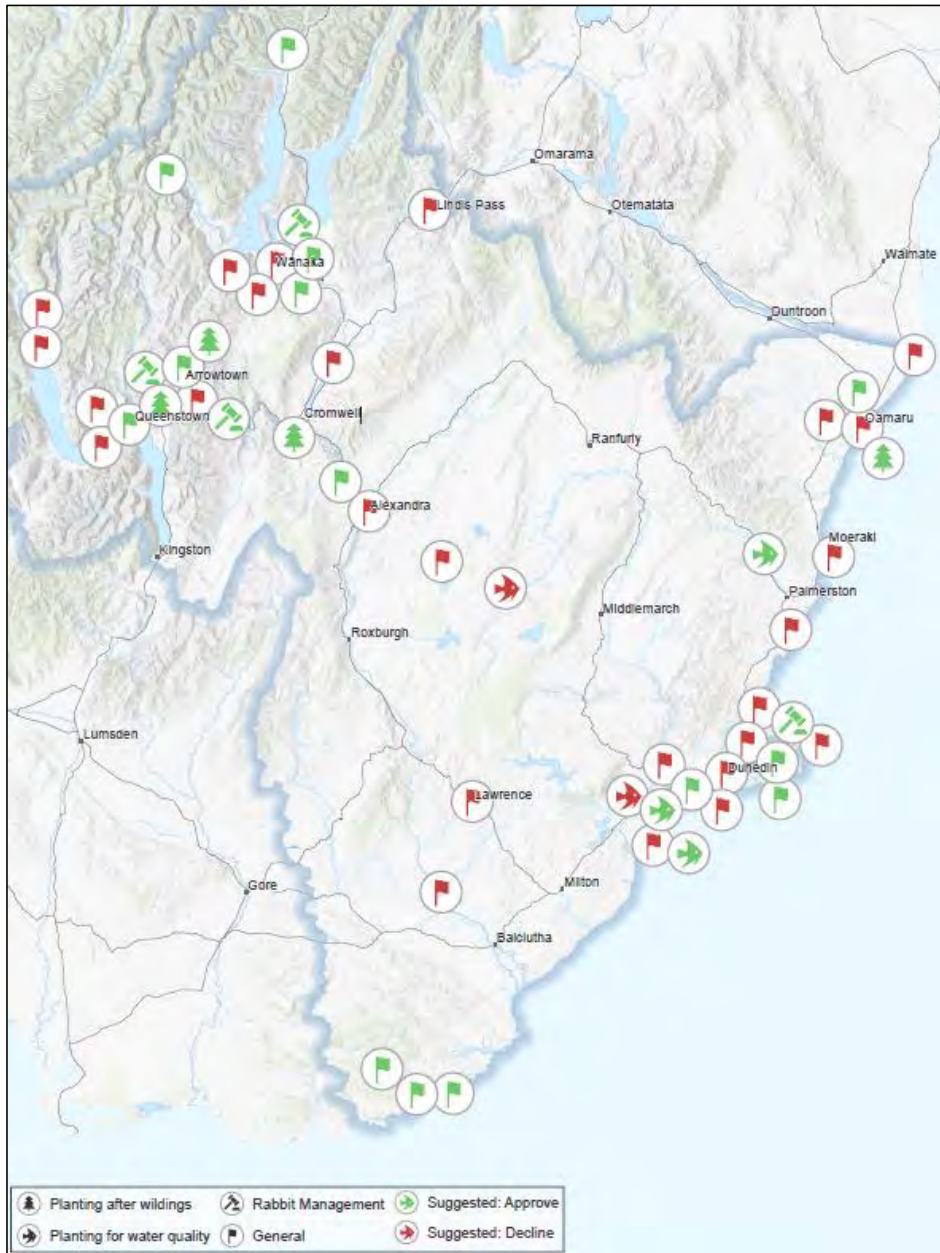 Omarama
Lindis Pass
Otematata
Wanaka
Waimate
Duntroon
Arrowtown
Queenstown
Cromwell
Oamaru
Ranfurly
Alexandra
Kingston
Moeraki
Palmerston
Middlemarch
Roxburgh
Lumsden
Dunedin
Lawrence
Gore
Milton
Balclutha
Planting after wildings
Rabbit Management
Suggested: Approve
Planting for water quality
General
Suggested: Decline